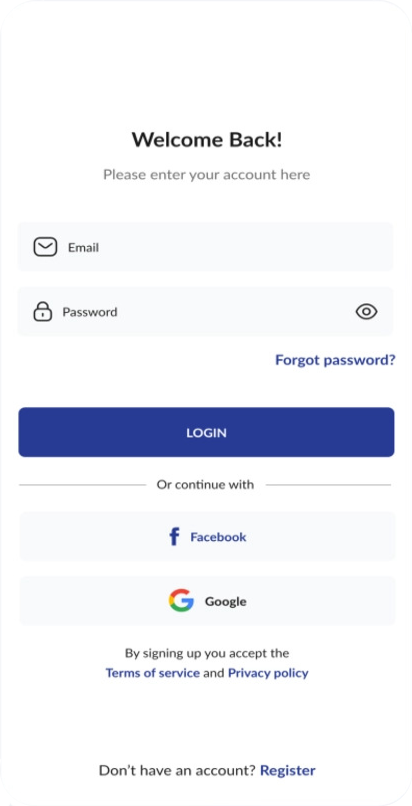 Welcome Back!
Please enter your account here
Email
Password
Forgot password?
LOGIN
Or continue with
Facebook
Google
By signing up you accept the
Terms of service and Privacy policy
Don't have an account? Register